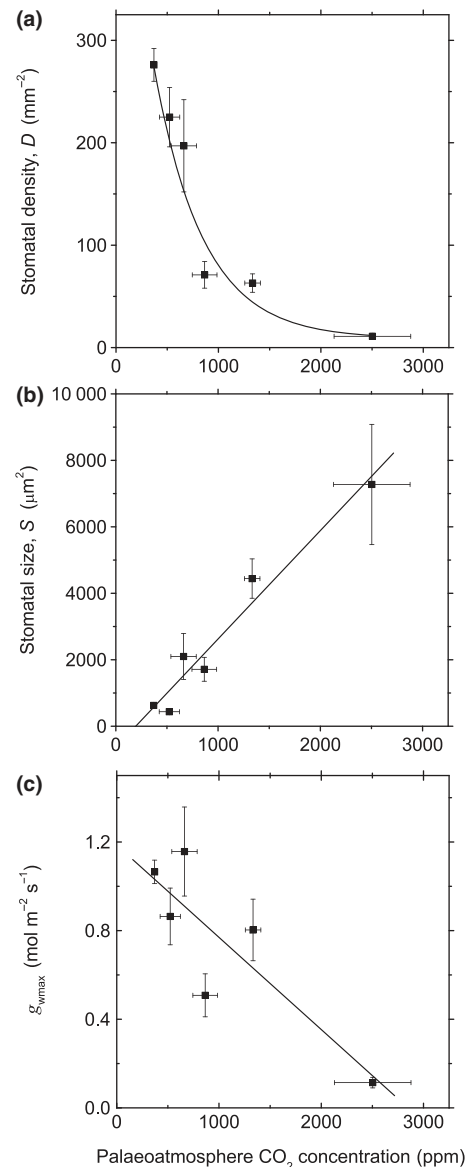 (a)
300
200
100
0
Stomatal density, D (mm⁻²)
0 1000 2000 3000
(b)
10 000
8000
6000
4000
2000
0
Stomatal size, S (μm²)
0 1000 2000 3000
(c)
1.2
0.8
0.4
0.0
g_wmax (mol m⁻² s⁻¹)
0 1000 2000 3000
Palaeoatmosphere CO₂ concentration (ppm)